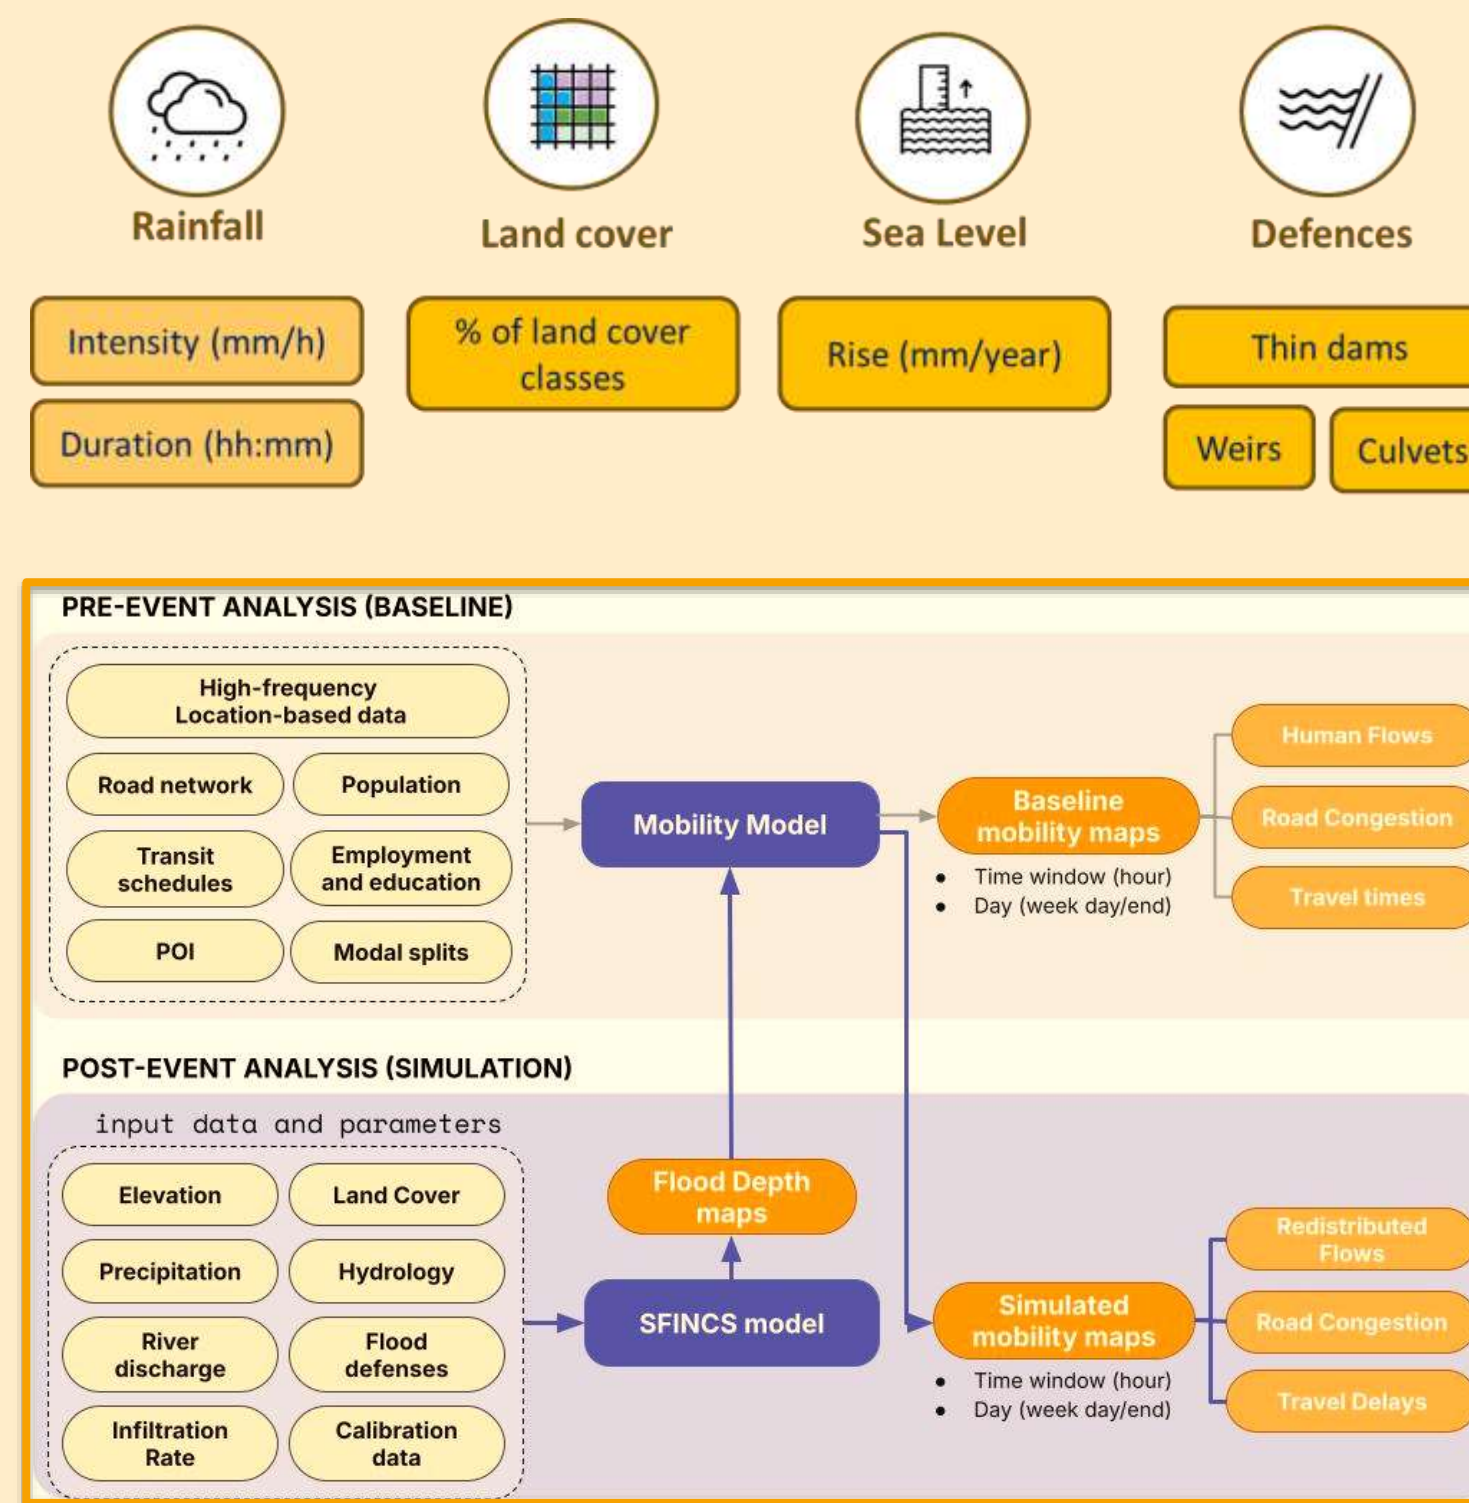 Rainfall
Land cover
Sea Level
Defences
Intensity (mm/h)
Duration (hh:mm)
% of land cover
classes
Rise (mm/year)
Thin dams
Weirs
Culvets
PRE-EVENT ANALYSIS (BASELINE)
High-frequency
Location-based data
Road network
Population
Transit
schedules
Employment
and education
POI
Modal splits
Mobility Model
Baseline
mobility maps
● Time window (hour)
● Day (week day/end)
Human Flows
Road Congestion
Travel times
POST-EVENT ANALYSIS (SIMULATION)
input data and parameters
Elevation
Land Cover
Precipitation
Hydrology
River
discharge
Flood
defenses
Infiltration
Rate
Calibration
data
Flood Depth
maps
SFINCS model
Simulated
mobility maps
● Time window (hour)
● Day (week day/end)
Redistributed
Flows
Road Congestion
Travel Delays